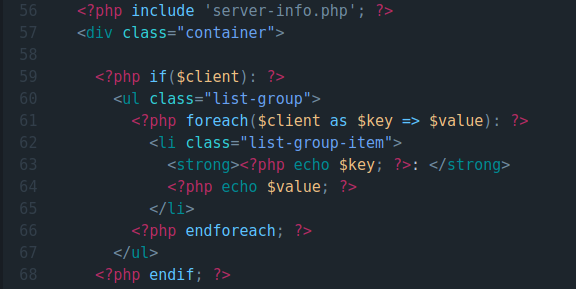 56 <?php include 'server-info.php'; ?>
57 <div class="container">
58
59 <?php if($client): ?>
60 <ul class="list-group">
61 <?php foreach($client as $key => $value): ?>
62 <li class="list-group-item">
63 <strong><?php echo $key; ?>: </strong>
64 <?php echo $value; ?>
65 </li>
66 <?php endforeach; ?>
67 </ul>
68 <?php endif; ?>